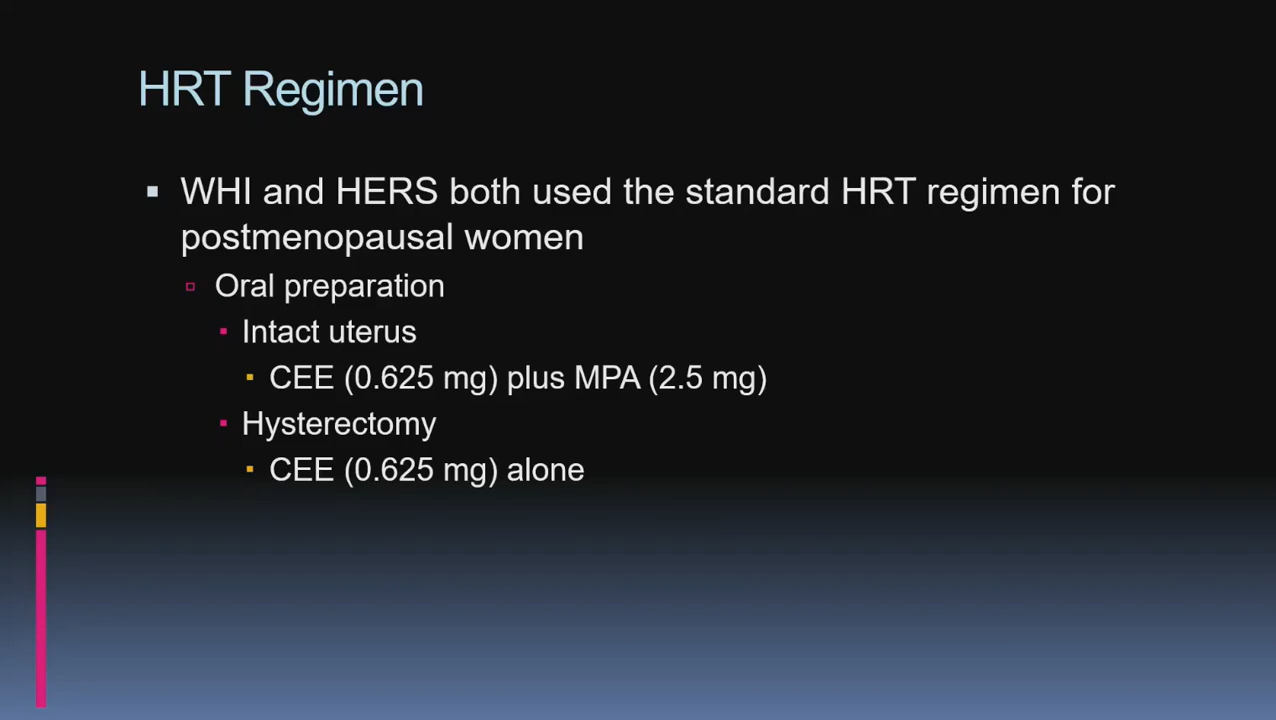 HRT Regimen
WHI and HERS both used the standard HRT regimen for
postmenopausal women
Oral preparation
Intact uterus
CEE (0.625 mg) plus MPA (2.5 mg)
Hysterectomy
CEE (0.625 mg) alone